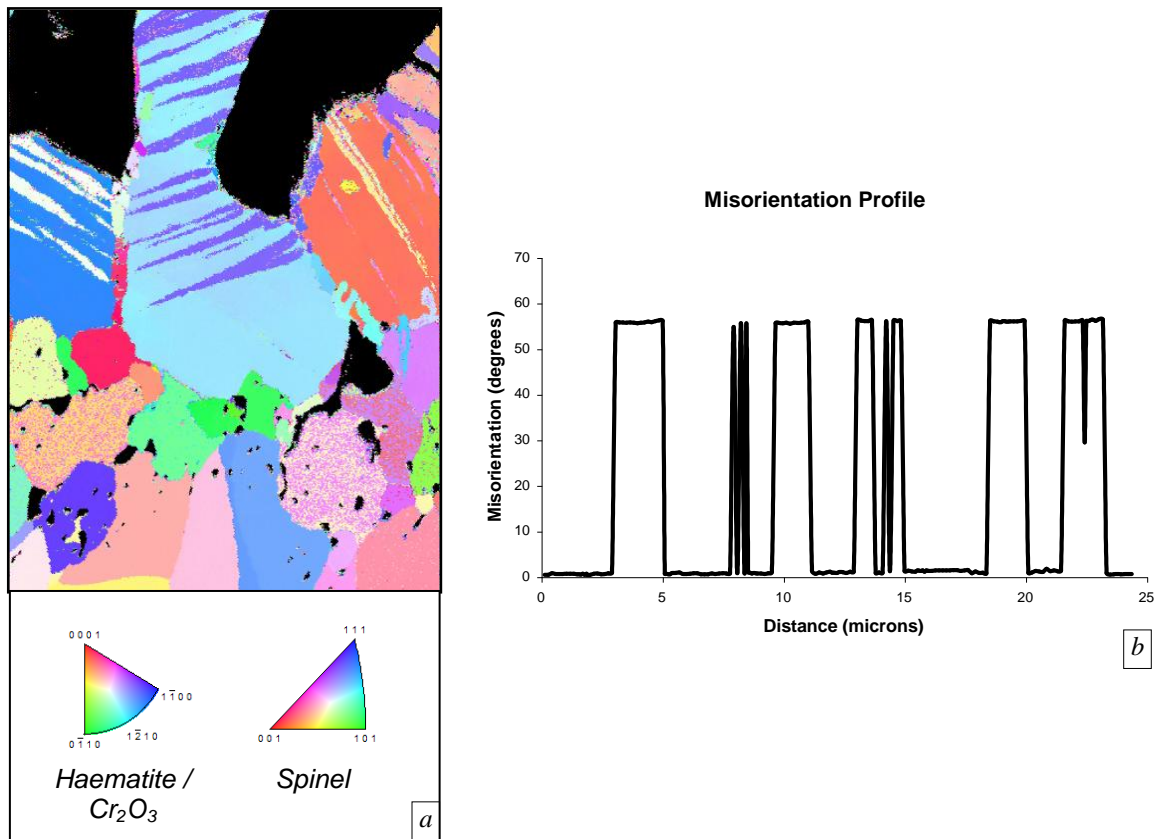 0 0 0 1
1 1̄ 0 0
1 2̄ 1 0
0 1̄ 1 0
Haematite /
Cr₂O₃
1 1 1
0 0 1
1 0 1
Spinel
a
Misorientation Profile
Misorientation (degrees)
70
60
50
40
30
20
10
0
0 5 10 15 20 25
Distance (microns)
b